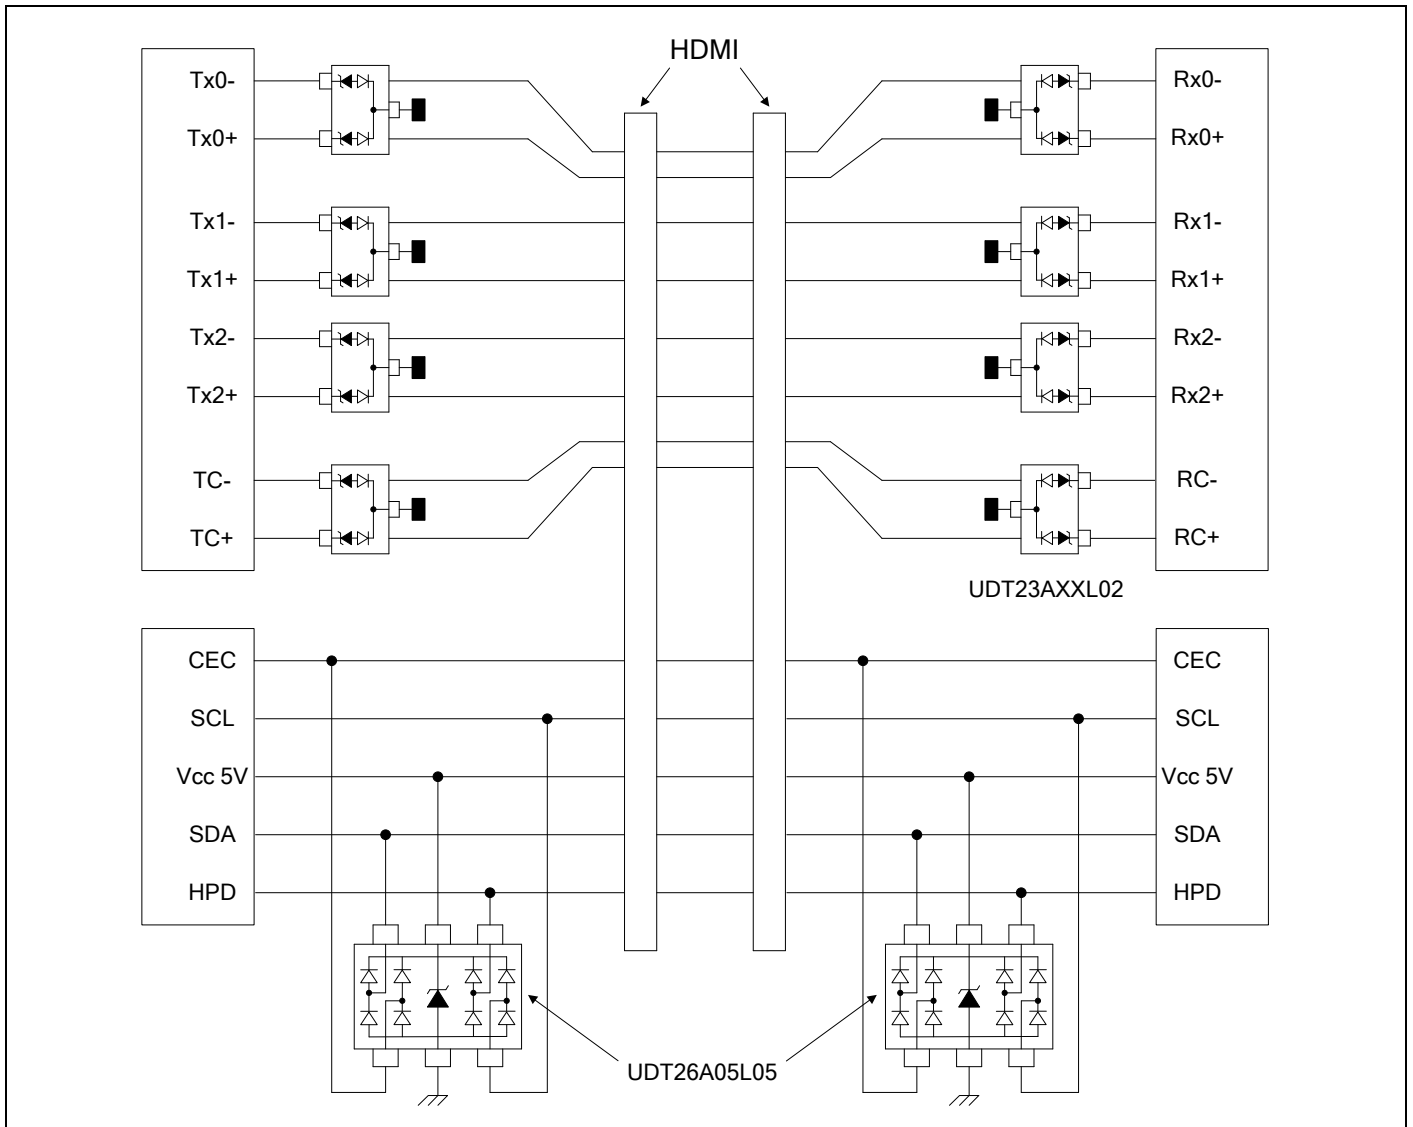 HDMI
Tx0-
Rx0-
Tx0+
Rx0+
Tx1-
Rx1-
Tx1+
Rx1+
Tx2-
Rx2-
Tx2+
Rx2+
TC-
RC-
TC+
RC+
UDT23AXXL02
CEC
CEC
SCL
SCL
Vcc 5V
Vcc 5V
SDA
SDA
HPD
HPD
UDT26A05L05